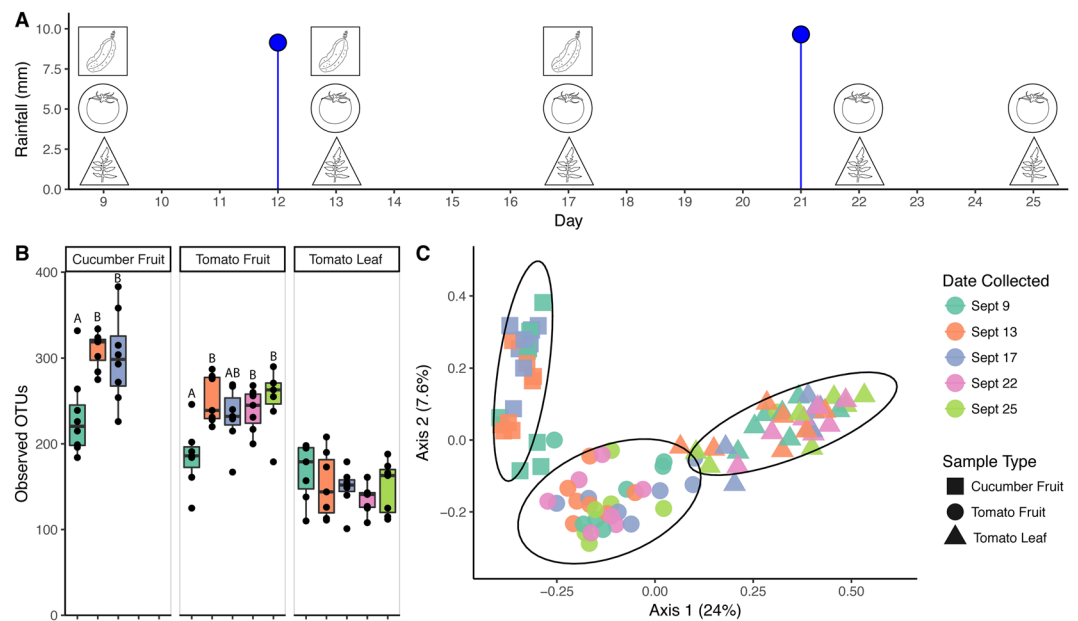 A
Rainfall (mm)
10.0
7.5
5.0
2.5
0.0
9 10 11 12 13 14 15 16 17 18 19 20 21 22 23 24 25
Day
B
Cucumber Fruit Tomato Fruit Tomato Leaf
Observed OTUs
400
300
200
100
0
A B B
A B AB B B
C
Axis 2 (7.6%)
0.4
0.2
0.0
−0.2
−0.25 0.00 0.25 0.50
Axis 1 (24%)
Date Collected
Sept 9
Sept 13
Sept 17
Sept 22
Sept 25
Sample Type
Cucumber Fruit
Tomato Fruit
Tomato Leaf